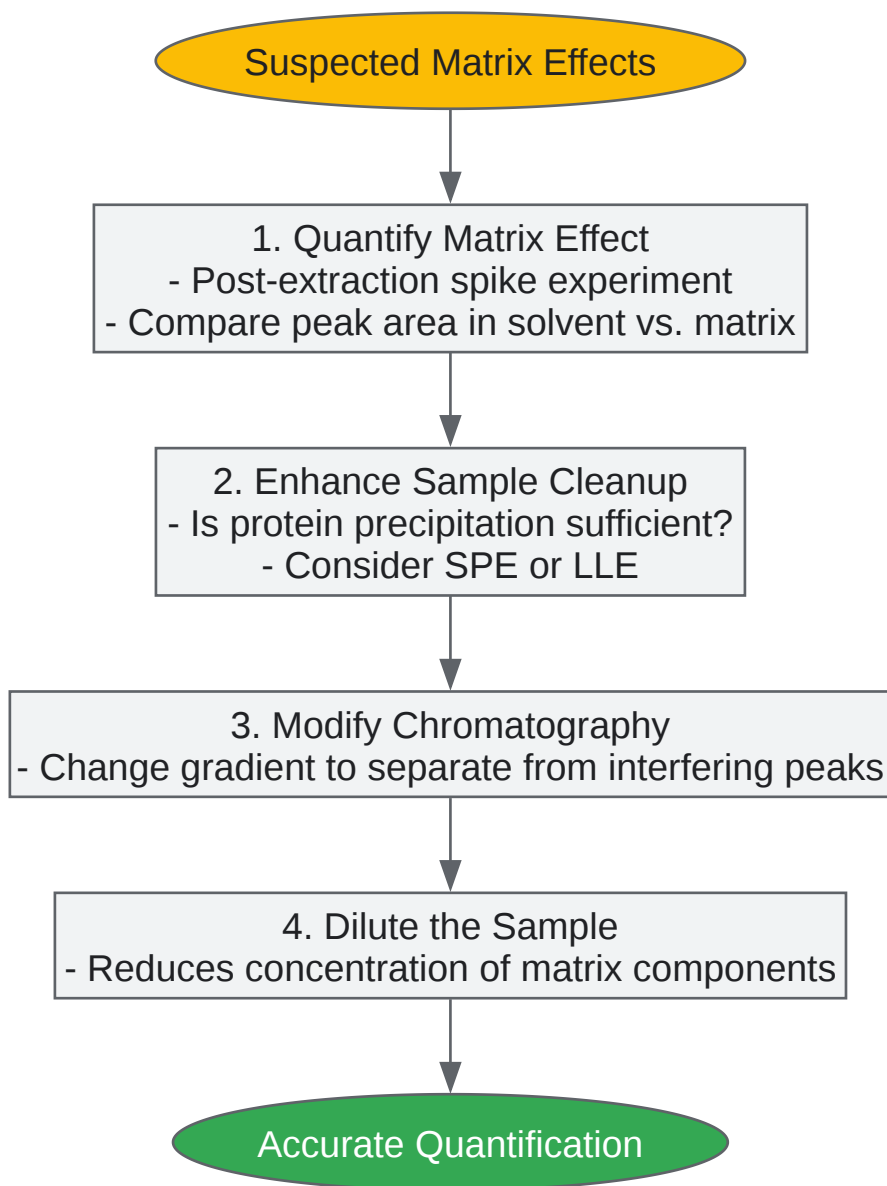 Suspected Matrix Effects
1. Quantify Matrix Effect
- Post-extraction spike experiment
- Compare peak area in solvent vs. matrix
2. Enhance Sample Cleanup
- Is protein precipitation sufficient?
- Consider SPE or LLE
3. Modify Chromatography
- Change gradient to separate from interfering peaks
4. Dilute the Sample
- Reduces concentration of matrix components
Accurate Quantification